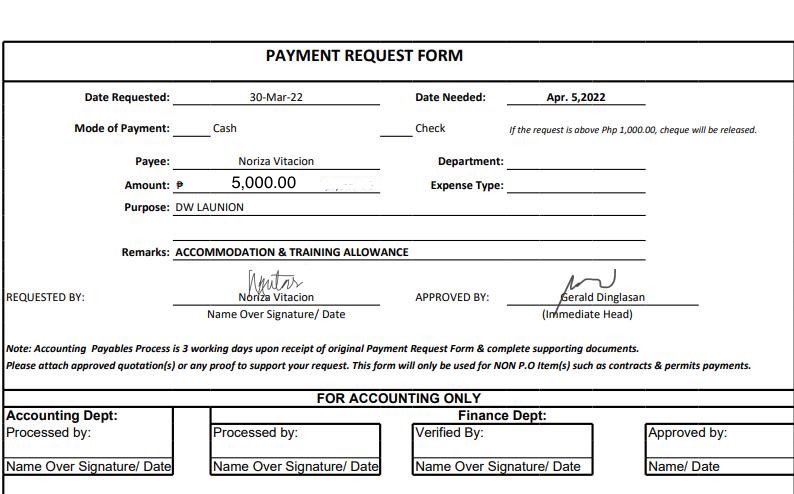 PAYMENT REQUEST FORM
Date Requested: 30-Mar-22 Date Needed: Apr. 5,2022
Mode of Payment: Cash Check If the request is above Php 1,000.00, cheque will be released.
Payee: Noriza Vitacion Department:
Amount: ₱ 5,000.00 Expense Type:
Purpose: DW LAUNION
Remarks: ACCOMMODATION & TRAINING ALLOWANCE
REQUESTED BY: Noriza Vitacion APPROVED BY: Gerald Dinglasan
Name Over Signature/ Date (Immediate Head)
Note: Accounting Payables Process is 3 working days upon receipt of original Payment Request Form & complete supporting documents.
Please attach approved quotation(s) or any proof to support your request. This form will only be used for NON P.O Item(s) such as contracts & permits payments.
FOR ACCOUNTING ONLY
Accounting Dept: Finance Dept:
Processed by: Processed by: Verified By: Approved by:
Name Over Signature/ Date Name Over Signature/ Date Name Over Signature/ Date Name/ Date